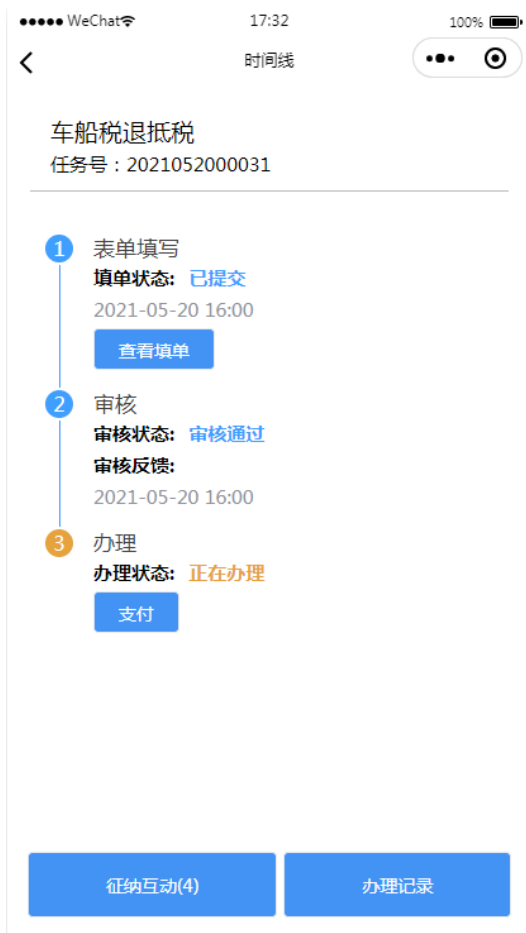 WeChat 17:32 100%
时间线
车船税退抵税
任务号：2021052000031
1 表单填写
填单状态: 已提交
2021-05-20 16:00
查看填单
2 审核
审核状态: 审核通过
审核反馈:
2021-05-20 16:00
3 办理
办理状态: 正在办理
支付
征纳互动(4) 办理记录